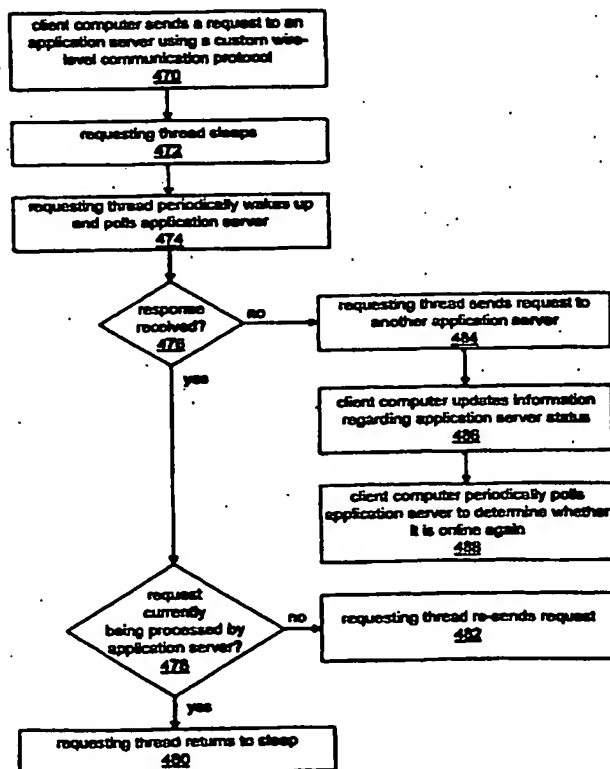 client computer sends a request to an
application server using a custom wire-
level communication protocol
470
requesting thread sleeps
472
requesting thread periodically wakes up
and polls application server
474
response
received?
476
no
yes
requesting thread sends request to
another application server
484
client computer updates information
regarding application server status
486
client computer periodically polls
application server to determine whether
it is online again
488
request
currently
being processed by
application server?
478
no
yes
requesting thread re-sends request
482
requesting thread returns to sleep
480